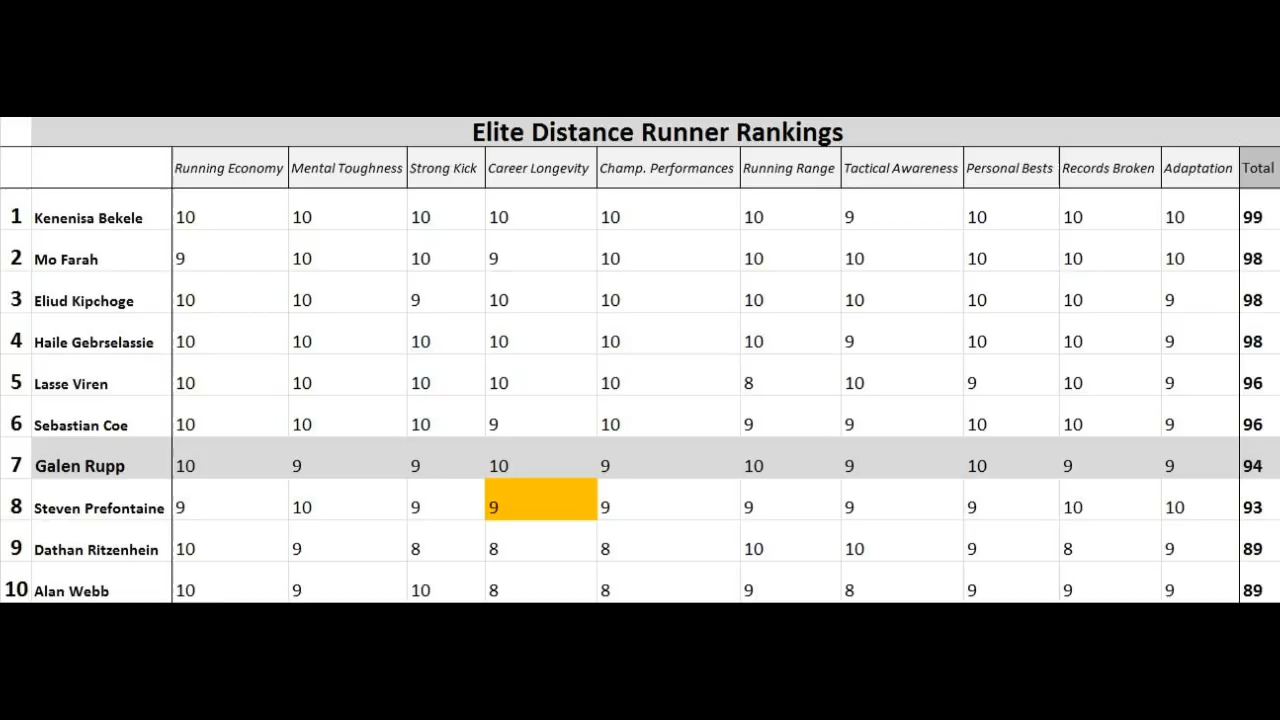 Elite Distance Runner Rankings
Running Economy Mental Toughness Strong Kick Career Longevity Champ. Performances Running Range Tactical Awareness Personal Bests Records Broken Adaptation Total
1 Kenenisa Bekele 10 10 10 10 10 10 9 10 10 10 99
2 Mo Farah 9 10 10 9 10 10 10 10 10 10 98
3 Eliud Kipchoge 10 10 9 10 10 10 10 10 10 9 98
4 Haile Gebrselassie 10 10 10 10 10 10 9 10 10 9 98
5 Lasse Viren 10 10 10 10 10 8 10 9 10 9 96
6 Sebastian Coe 10 10 10 9 10 9 9 10 10 9 96
7 Galen Rupp 10 9 9 10 9 10 9 10 9 9 94
8 Steven Prefontaine 9 10 9 9 9 9 9 9 10 10 93
9 Dathan Ritzenhein 10 9 8 8 8 10 10 9 8 9 89
10 Alan Webb 10 9 10 8 8 9 8 9 9 9 89